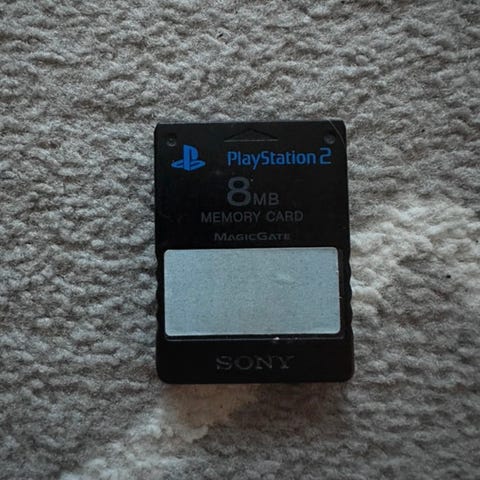 PlayStation 2
8MB
MEMORY CARD
MAGICGATE
SONY